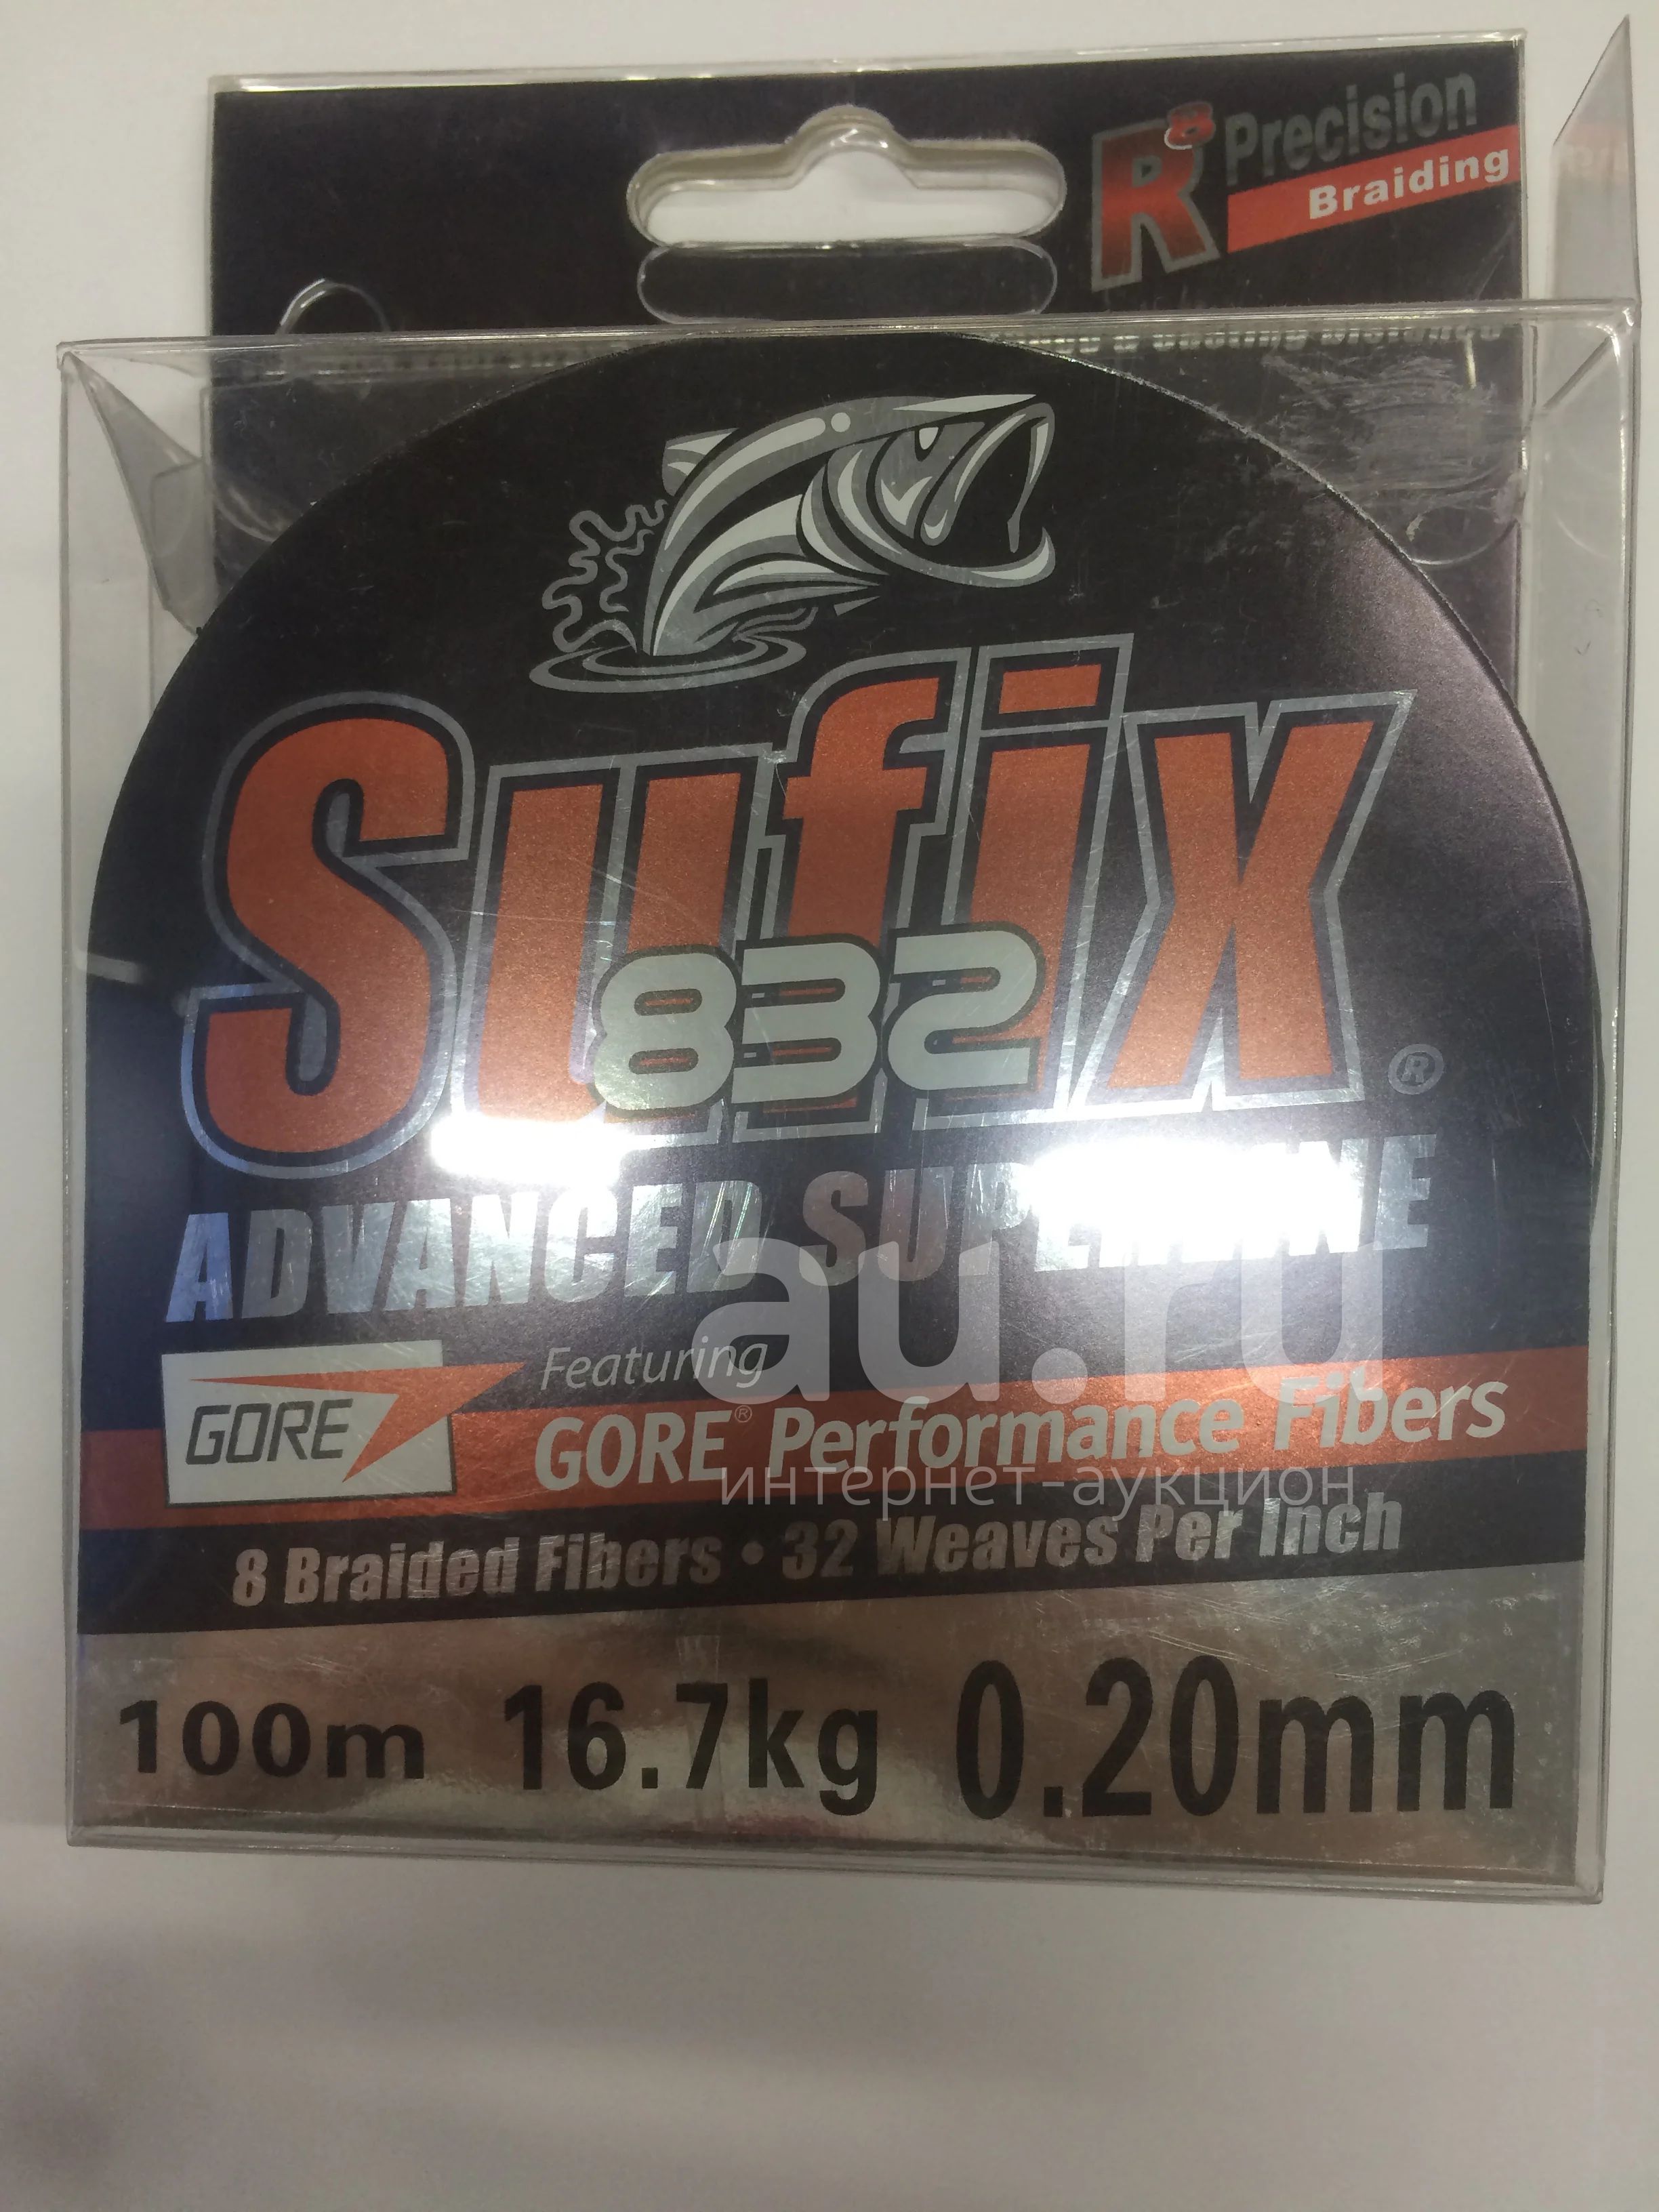 R8 Precision
Braiding
Sufix
832
®
ADVANCED SUPERLINE
au.ru
GORE
Featuring
GORE® Performance Fibers
интернет-аукцион
8 Braided Fibers • 32 Weaves Per Inch
100m 16.7kg 0.20mm